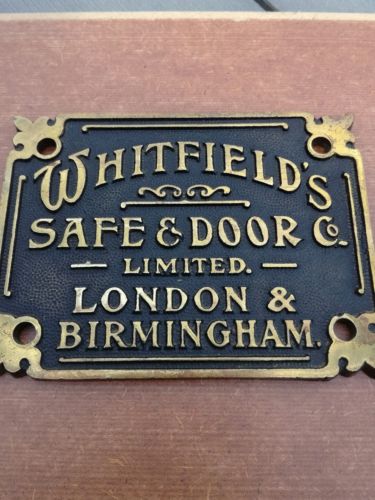 WHITFIELD'S
SAFE & DOOR Co.
— LIMITED. —
LONDON &
BIRMINGHAM.